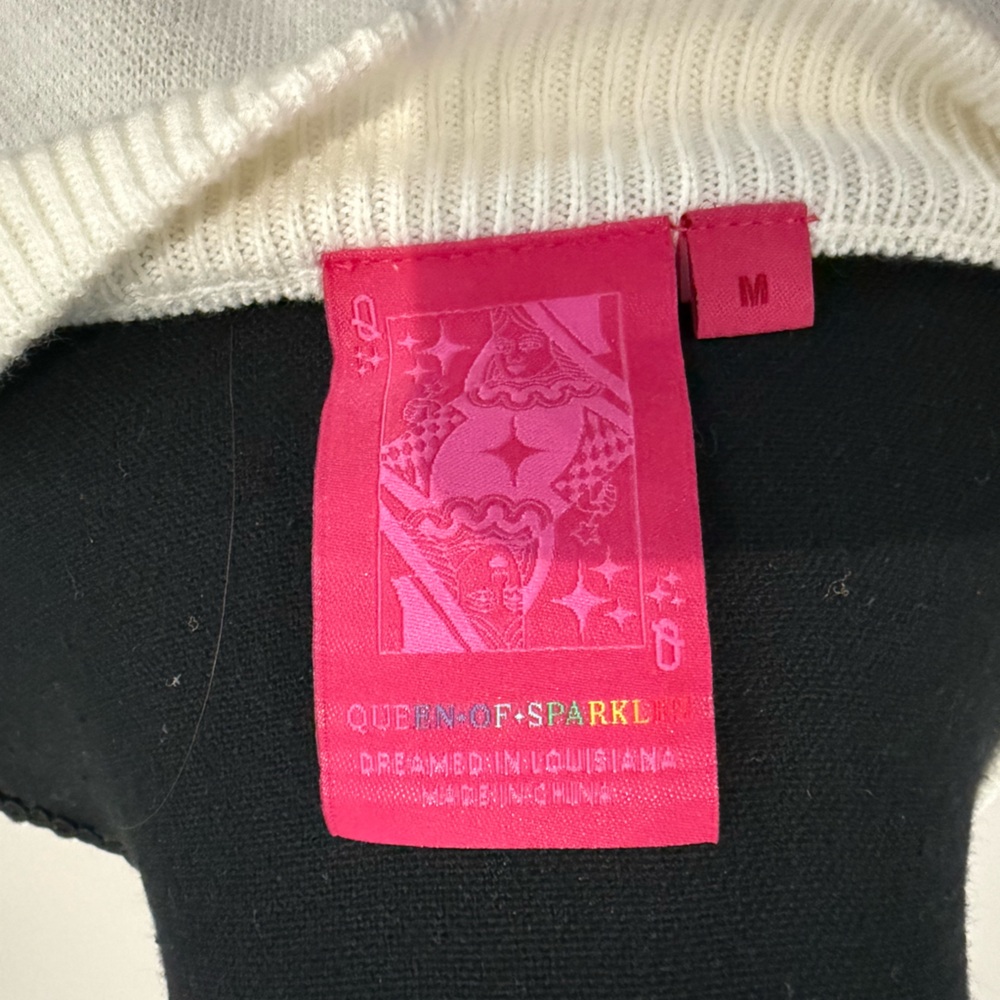 Q
M
QUEEN✦OF✦SPARKLES
DREAMED IN LOUISIANA
MADE IN CHINA
Q